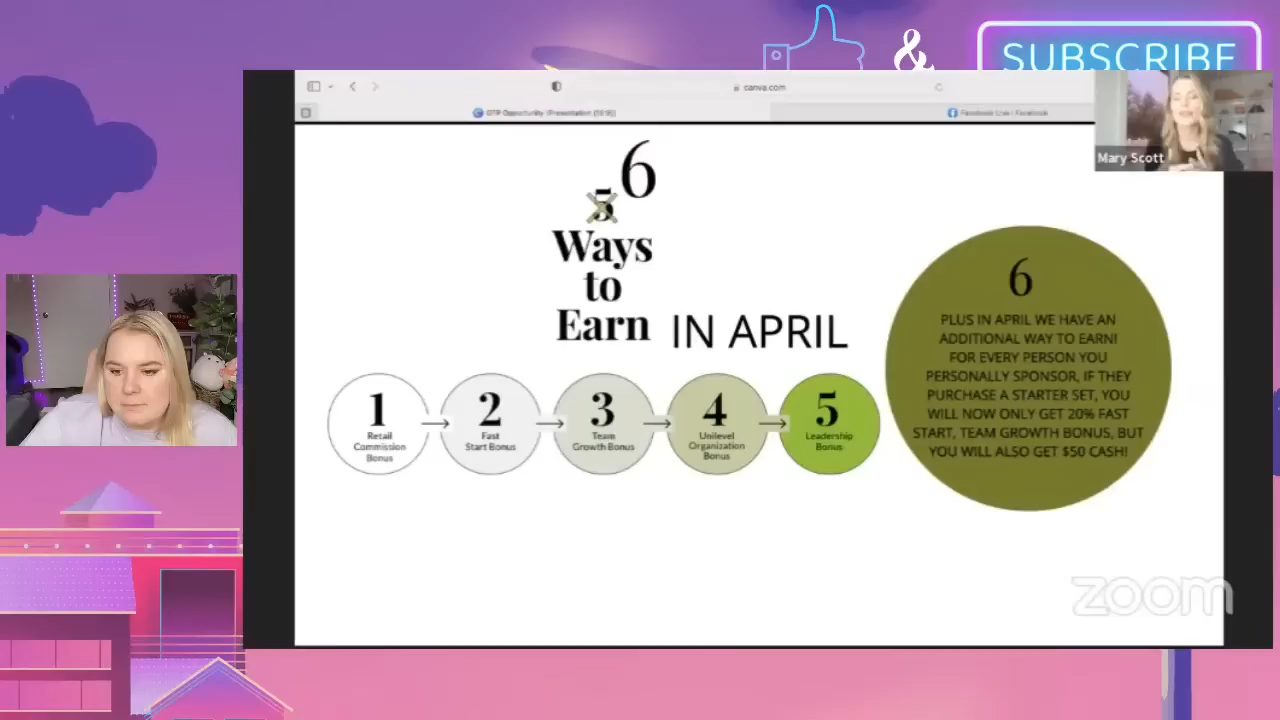 &
SUBSCRIBE
canva.com
Facebook Live | Facebook
Mary Scott
6
5
Ways
to
Earn
IN APRIL
1
Retail
Commission
Bonus
2
Fast
Start Bonus
3
Team
Growth Bonus
4
Unilevel
Organization
Bonus
5
Leadership
Bonus
6
PLUS IN APRIL WE HAVE AN
ADDITIONAL WAY TO EARN!
FOR EVERY PERSON YOU
PERSONALLY SPONSOR, IF THEY
PURCHASE A STARTER SET, YOU
WILL NOW ONLY GET 20% FAST
START, TEAM GROWTH BONUS, BUT
YOU WILL ALSO GET $50 CASH!
zoom